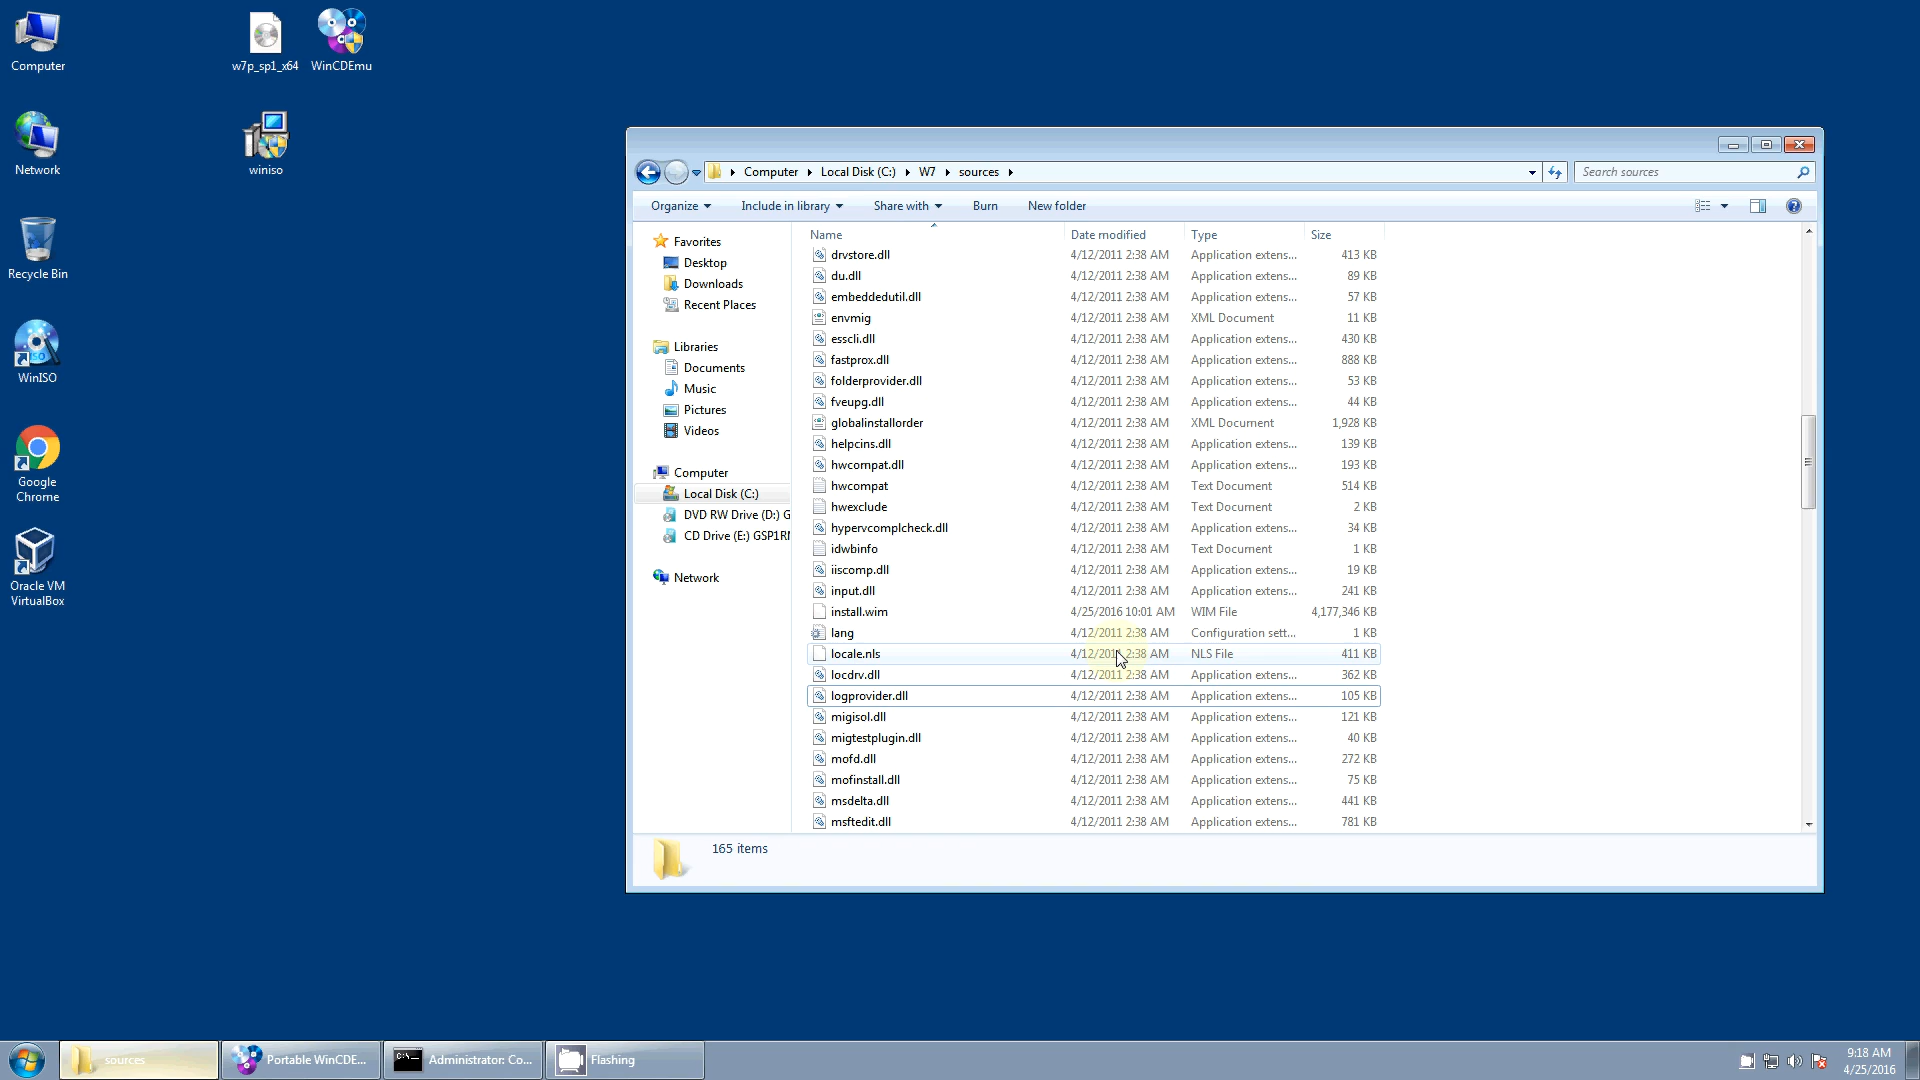 Computer
w7p_sp1_x64
WinCDEmu
Network
winiso
Recycle Bin
WinISO
Google
Chrome
Oracle VM
VirtualBox
Computer
Local Disk (C:)
W7
sources
Search sources
Organize
Include in library
Share with
Burn
New folder
Favorites
Desktop
Downloads
Recent Places
Libraries
Documents
Music
Pictures
Videos
Computer
Local Disk (C:)
DVD RW Drive (D:) G
CD Drive (E:) GSP1RM
Network
Name Date modified Type Size
drvstore.dll 4/12/2011 2:38 AM Application extens... 413 KB
du.dll 4/12/2011 2:38 AM Application extens... 89 KB
embeddedutil.dll 4/12/2011 2:38 AM Application extens... 57 KB
envmig 4/12/2011 2:38 AM XML Document 11 KB
esscli.dll 4/12/2011 2:38 AM Application extens... 430 KB
fastprox.dll 4/12/2011 2:38 AM Application extens... 888 KB
folderprovider.dll 4/12/2011 2:38 AM Application extens... 53 KB
fveupg.dll 4/12/2011 2:38 AM Application extens... 44 KB
globalinstallorder 4/12/2011 2:38 AM XML Document 1,928 KB
helpcins.dll 4/12/2011 2:38 AM Application extens... 139 KB
hwcompat.dll 4/12/2011 2:38 AM Application extens... 193 KB
hwcompat 4/12/2011 2:38 AM Text Document 514 KB
hwexclude 4/12/2011 2:38 AM Text Document 2 KB
hypervcomplcheck.dll 4/12/2011 2:38 AM Application extens... 34 KB
idwbinfo 4/12/2011 2:38 AM Text Document 1 KB
iiscomp.dll 4/12/2011 2:38 AM Application extens... 19 KB
input.dll 4/12/2011 2:38 AM Application extens... 241 KB
install.wim 4/25/2016 10:01 AM WIM File 4,177,346 KB
lang 4/12/2011 2:38 AM Configuration sett... 1 KB
locale.nls 4/12/2011 2:38 AM NLS File 411 KB
locdrv.dll 4/12/2011 2:38 AM Application extens... 362 KB
logprovider.dll 4/12/2011 2:38 AM Application extens... 105 KB
migisol.dll 4/12/2011 2:38 AM Application extens... 121 KB
migtestplugin.dll 4/12/2011 2:38 AM Application extens... 40 KB
mofd.dll 4/12/2011 2:38 AM Application extens... 272 KB
mofinstall.dll 4/12/2011 2:38 AM Application extens... 75 KB
msdelta.dll 4/12/2011 2:38 AM Application extens... 441 KB
msftedit.dll 4/12/2011 2:38 AM Application extens... 781 KB
165 items
sources
Portable WinCDE...
Administrator: Co...
Flashing
9:18 AM
4/25/2016